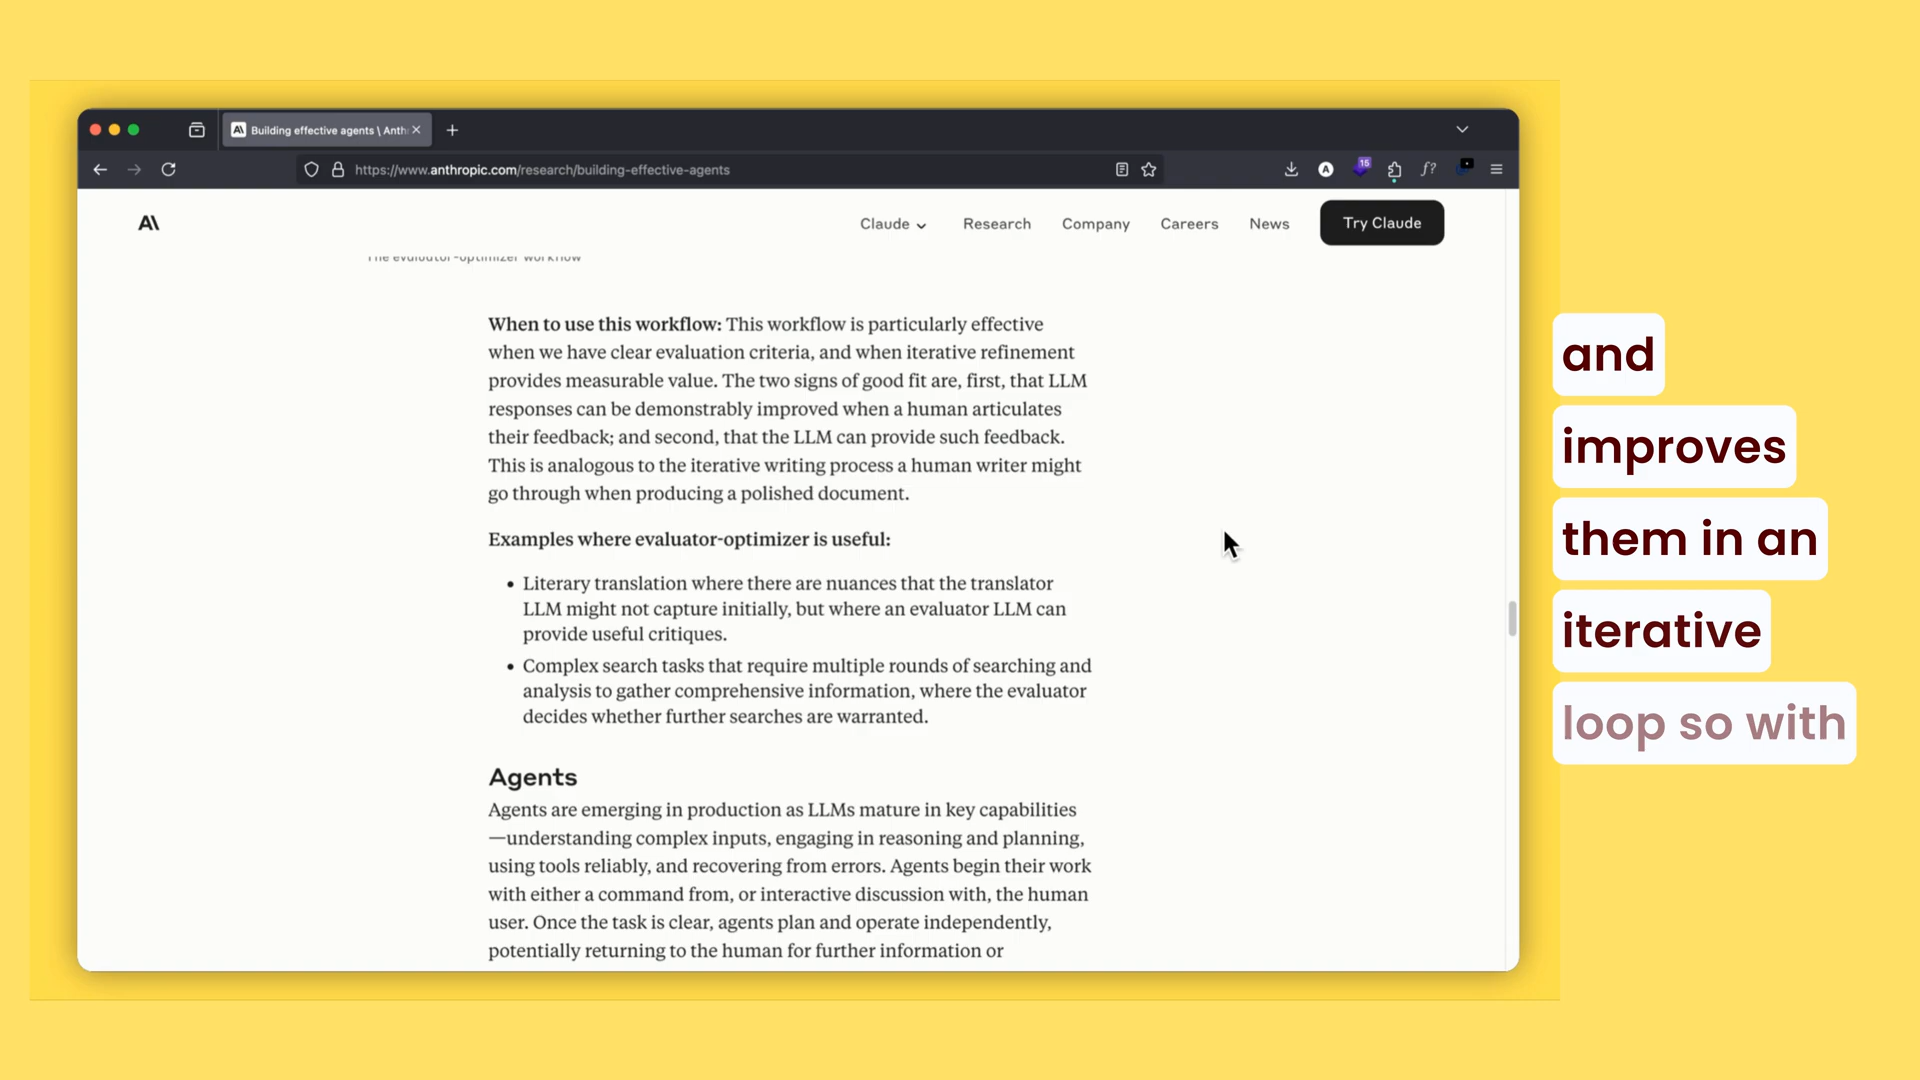 Building effective agents \ Anth
https://www.anthropic.com/research/building-effective-agents
15
f?
A
A\
Claude
Research
Company
Careers
News
Try Claude
The evaluator-optimizer workflow
When to use this workflow: This workflow is particularly effective
when we have clear evaluation criteria, and when iterative refinement
provides measurable value. The two signs of good fit are, first, that LLM
responses can be demonstrably improved when a human articulates
their feedback; and second, that the LLM can provide such feedback.
This is analogous to the iterative writing process a human writer might
go through when producing a polished document.
Examples where evaluator-optimizer is useful:
• Literary translation where there are nuances that the translator
LLM might not capture initially, but where an evaluator LLM can
provide useful critiques.
• Complex search tasks that require multiple rounds of searching and
analysis to gather comprehensive information, where the evaluator
decides whether further searches are warranted.
Agents
Agents are emerging in production as LLMs mature in key capabilities
—understanding complex inputs, engaging in reasoning and planning,
using tools reliably, and recovering from errors. Agents begin their work
with either a command from, or interactive discussion with, the human
user. Once the task is clear, agents plan and operate independently,
potentially returning to the human for further information or
and
improves
them in an
iterative
loop so with